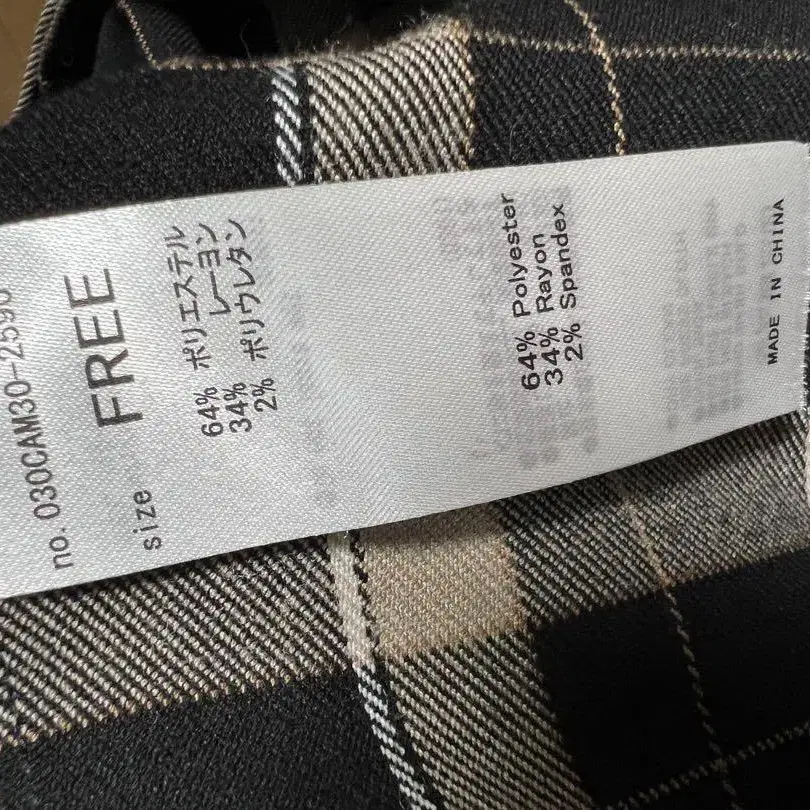 no. 030CAM30-2590
size FREE
64% ポリエステル
34% レーヨン
2% ポリウレタン
64% Polyester
34% Rayon
2% Spandex
MADE IN CHINA